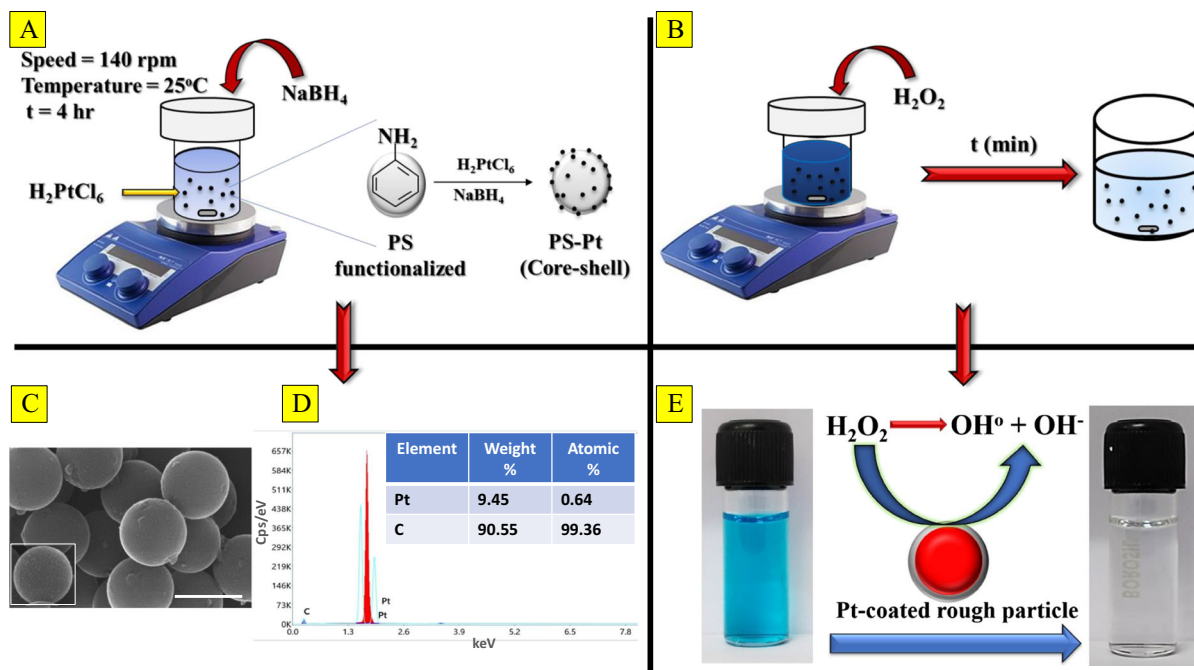 A
Speed = 140 rpm
Temperature = 25°C
t = 4 hr
NaBH4
H2PtCl6
NH2
H2PtCl6
NaBH4
PS
functionalized
PS-Pt
(Core-shell)
B
H2O2
t (min)
C
D
657K
584K
511K
438K
365K
292K
219K
146K
73K
0K
Cps/eV
C
Pt
Pt
0.0
1.3
2.6
3.9
5.2
6.5
7.8
keV
Element Weight % Atomic %
Pt 9.45 0.64
C 90.55 99.36
E
H2O2 OH° + OH-
Pt-coated rough particle